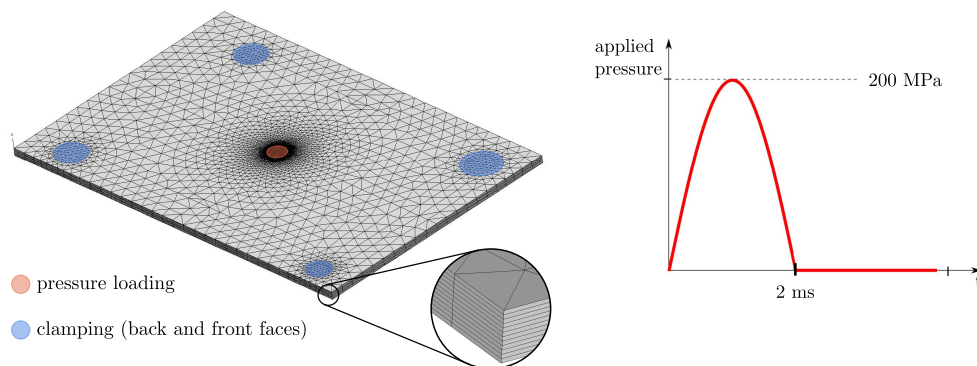 applied
pressure
200 MPa
2 ms
t
pressure loading
clamping (back and front faces)